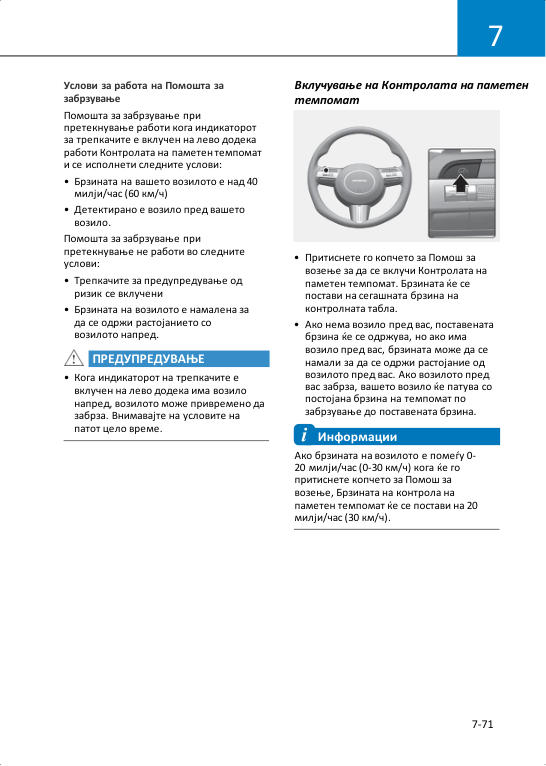 7
Услови за работа на Помошта за
забрзување
Помошта за забрзување при
претекнување работи кога индикаторот
за трепкачите е вклучен на лево додека
работи Контролата на паметен темпомат
и се исполнети следните услови:
• Брзината на вашето возилото е над 40
милји/час (60 км/ч)
• Детектирано е возило пред вашето
возило.
Помошта за забрзување при
претекнување не работи во следните
услови:
• Трепкачите за предупредување од
ризик се вклучени
• Брзината на возилото е намалена за
да се одржи растојанието со
возилото напред.
ПРЕДУПРЕДУВАЊЕ
• Кога индикаторот на трепкачите е
вклучен на лево додека има возило
напред, возилото може привремено да
забрза. Внимавајте на условите на
патот цело време.
Вклучување на Контролата на паметен
темпомат
• Притиснете го копчето за Помош за
возење за да се вклучи Контролата на
паметен темпомат. Брзината ќе се
постави на сегашната брзина на
контролната табла.
• Ако нема возило пред вас, поставената
брзина ќе се одржува, но ако има
возило пред вас, брзината може да се
намали за да се одржи растојание од
возилото пред вас. Ако возилото пред
вас забрза, вашето возило ќе патува со
постојана брзина на темпомат по
забрзување до поставената брзина.
i Информации
Ако брзината на возилото е помеѓу 0-
20 милји/час (0-30 км/ч) кога ќе го
притиснете копчето за Помош за
возење, Брзината на контрола на
паметен темпомат ќе се постави на 20
милји/час (30 км/ч).
7-71